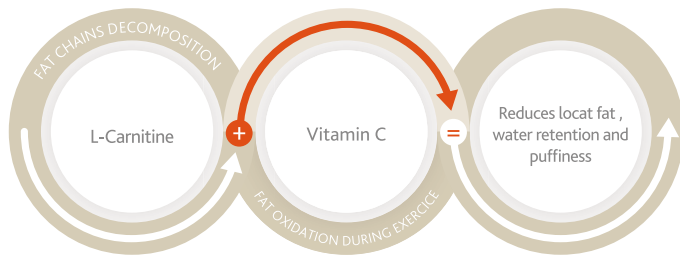 FAT CHAINS DECOMPOSITION
L-Carnitine
+
Vitamin C
FAT OXIDATION DURING EXERCICE
=
Reduces locat fat ,
water retention and
puffiness